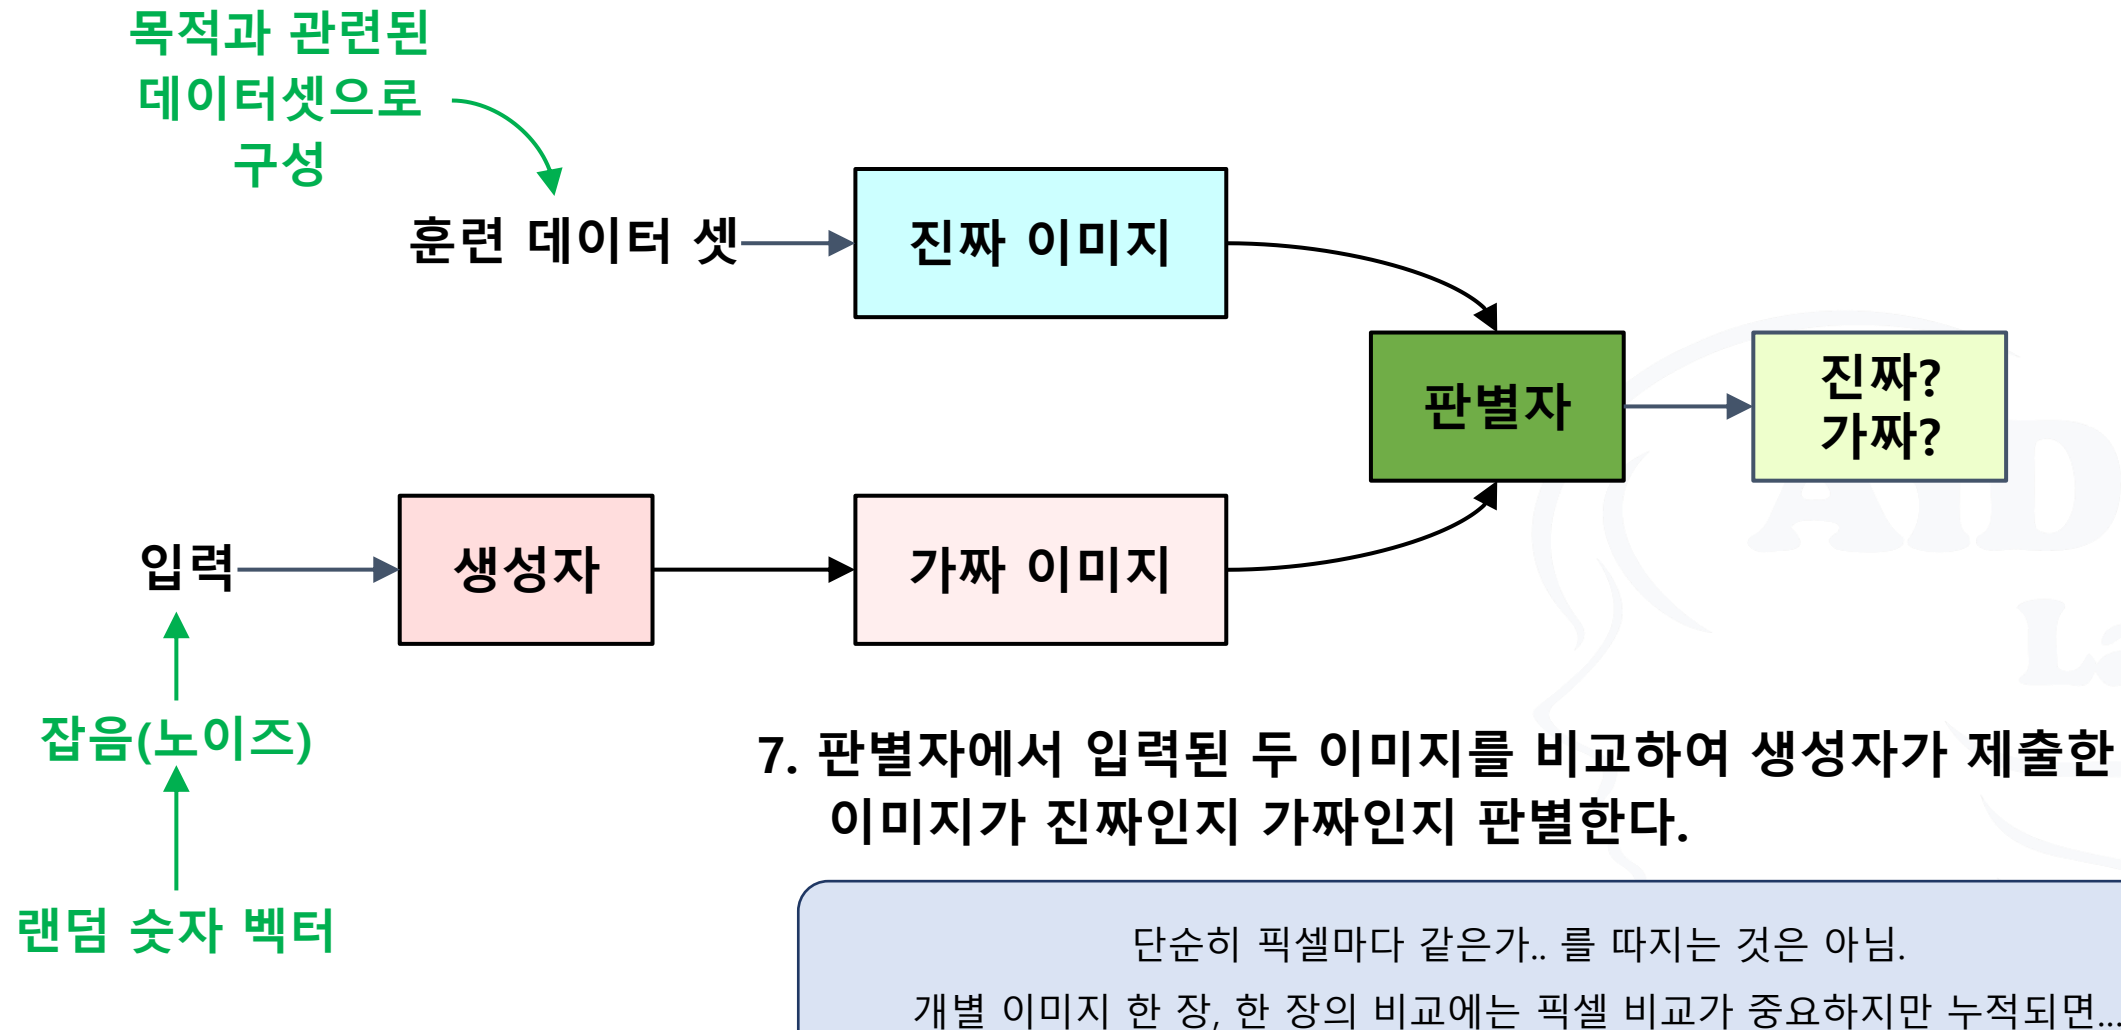 목적과 관련된
데이터셋으로
구성
훈련 데이터 셋
진짜 이미지
판별자
진짜?
가짜?
입력
생성자
가짜 이미지
잡음(노이즈)
랜덤 숫자 벡터
7. 판별자에서 입력된 두 이미지를 비교하여 생성자가 제출한
이미지가 진짜인지 가짜인지 판별한다.
단순히 픽셀마다 같은가.. 를 따지는 것은 아님.
개별 이미지 한 장, 한 장의 비교에는 픽셀 비교가 중요하지만 누적되면...